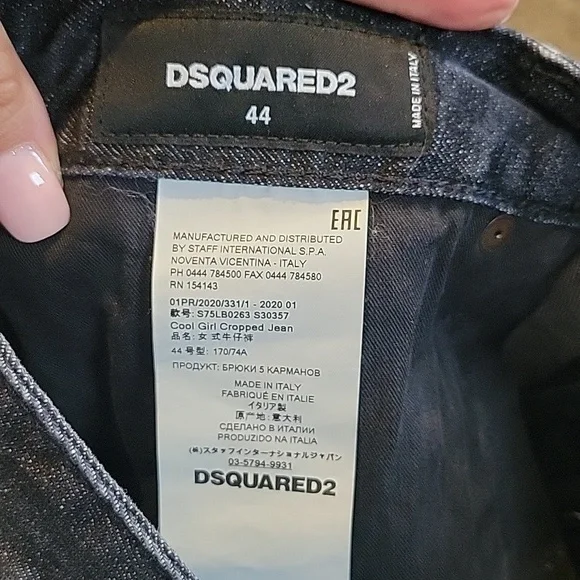 DSQUARED2
44
MADE IN ITALY
EAC
MANUFACTURED AND DISTRIBUTED
BY STAFF INTERNATIONAL S.P.A.
NOVENTA VICENTINA - ITALY
PH 0444 784500 FAX 0444 784580
RN 154143
01PR/2020/331/1 - 2020 01
款号: S75LB0263 S30357
Cool Girl Cropped Jean
品名: 女式牛仔裤
44 号型: 170/74A
ПРОДУКТ: БРЮКИ 5 КАРМАНОВ
MADE IN ITALY
FABRIQUÉ EN ITALIE
イタリア製
原产地: 意大利
СДЕЛАНО В ИТАЛИИ
PRODUZIDO NA ITALIA
(株)スタッフインターナショナルジャパン
03-5794-9931
DSQUARED2